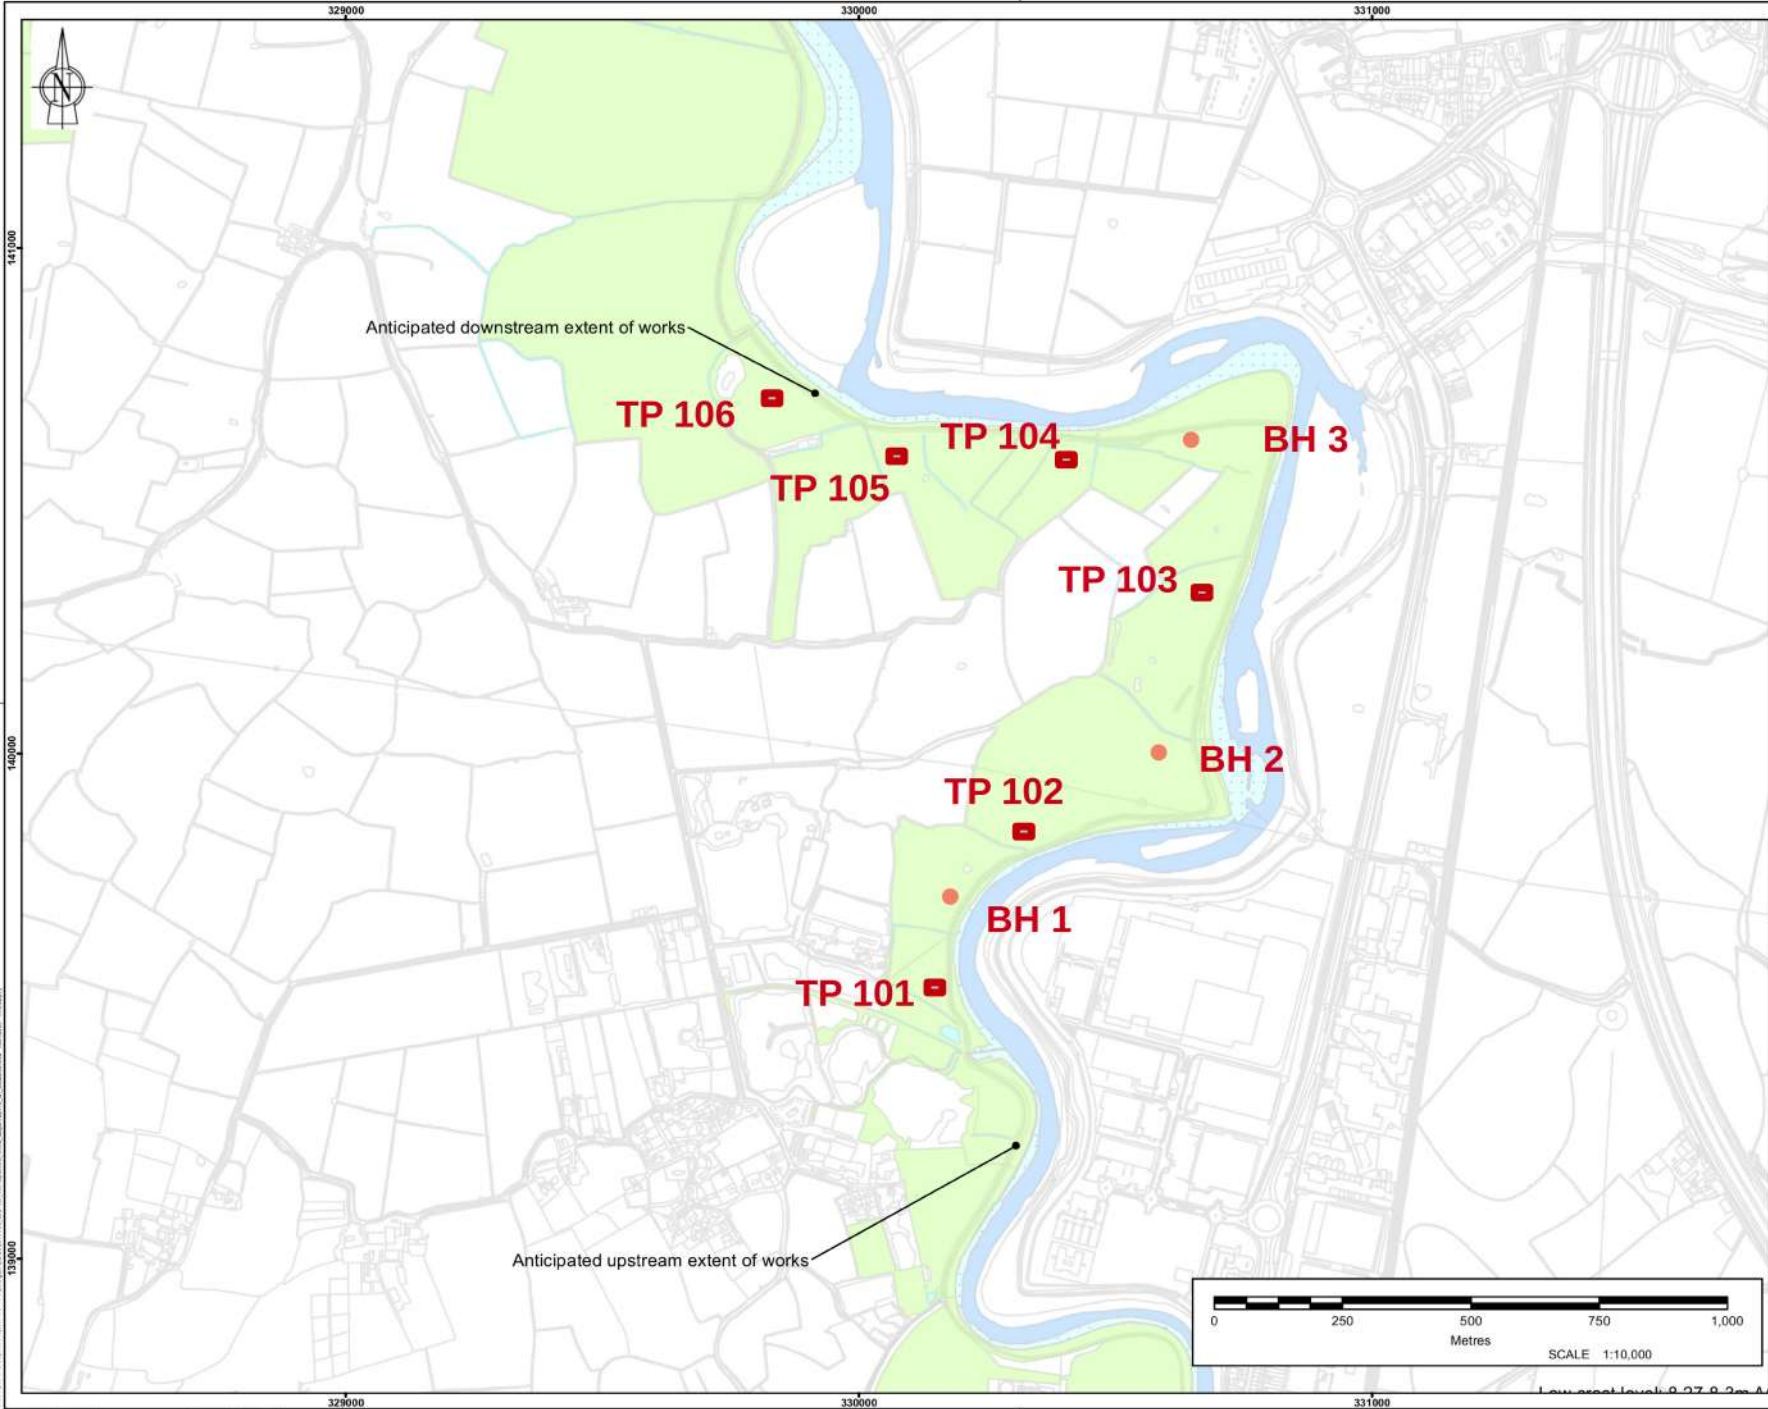 329000
330000
331000
N
141000
Anticipated downstream extent of works
TP 106
TP 104
BH 3
TP 105
TP 103
140000
BH 2
TP 102
BH 1
TP 101
Anticipated upstream extent of works
139000
0 250 500 750 1,000
Metres
SCALE 1:10,000
329000
330000
331000